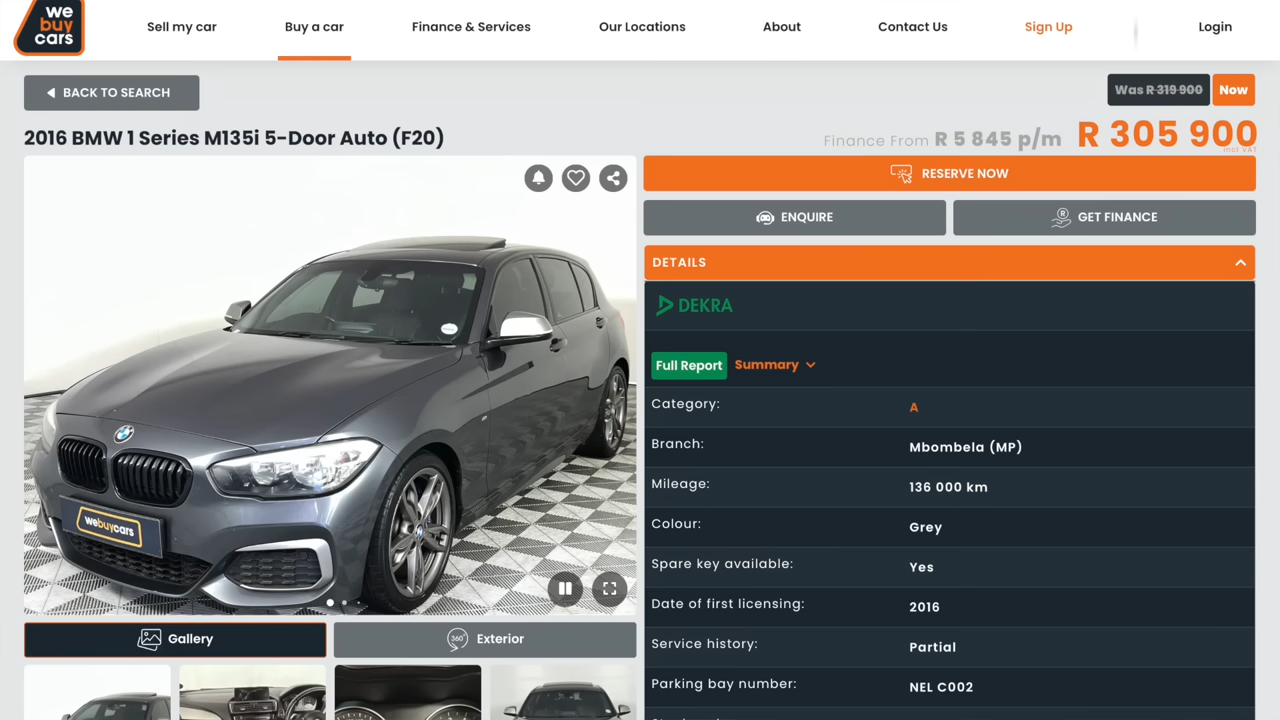 we
buy
cars
Sell my car
Buy a car
Finance & Services
Our Locations
About
Contact Us
Sign Up
Login
BACK TO SEARCH
Was R 319 900
Now
2016 BMW 1 Series M135i 5-Door Auto (F20)
Finance From R 5 845 p/m
R 305 900
incl VAT
RESERVE NOW
ENQUIRE
GET FINANCE
DETAILS
DEKRA
Full Report
Summary
Category: A
Branch: Mbombela (MP)
Mileage: 136 000 km
Colour: Grey
Spare key available: Yes
Date of first licensing: 2016
Service history: Partial
Parking bay number: NEL C002
webuycars
Gallery
360°
Exterior